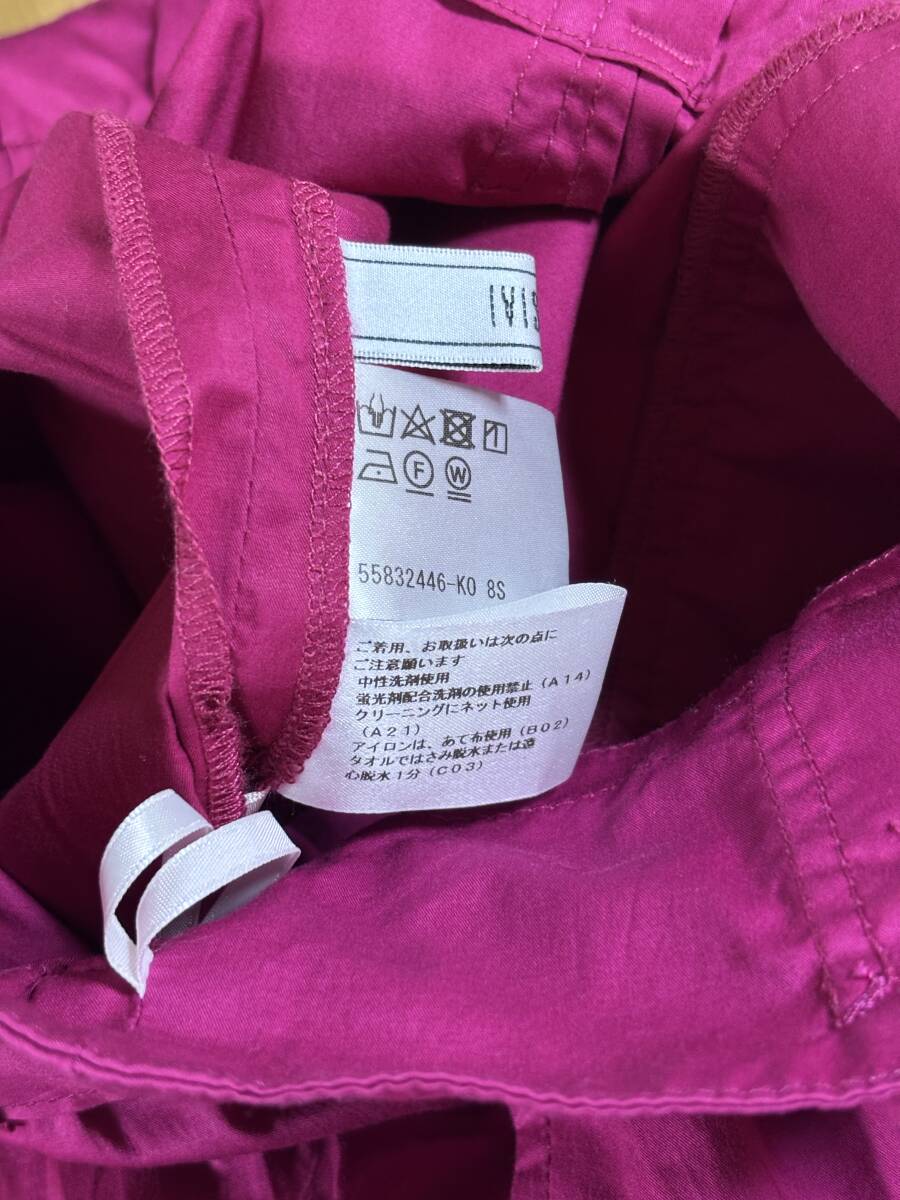 IVIS
F W
55832446-K0 8S
ご着用、お取扱いは次の点に
ご注意願います
中性洗剤使用
蛍光剤配合洗剤の使用禁止（A14）
クリーニングにネット使用
（A21）
アイロンは、あて布使用（B02）
タオルではさみ脱水または遠
心脱水1分（C03）